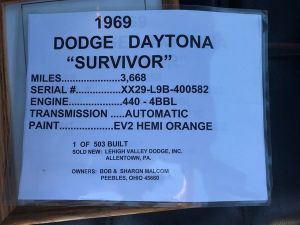 1969
DODGE DAYTONA
"SURVIVOR"
MILES......................3,668
SERIAL #...............XX29-L9B-400582
ENGINE...................440 - 4BBL
TRANSMISSION .....AUTOMATIC
PAINT.....................EV2 HEMI ORANGE
1 OF 503 BUILT
SOLD NEW: LEHIGH VALLEY DODGE, INC.
ALLENTOWN, PA.
OWNERS: BOB & SHARON MALCOM
PEEBLES, OHIO 45660